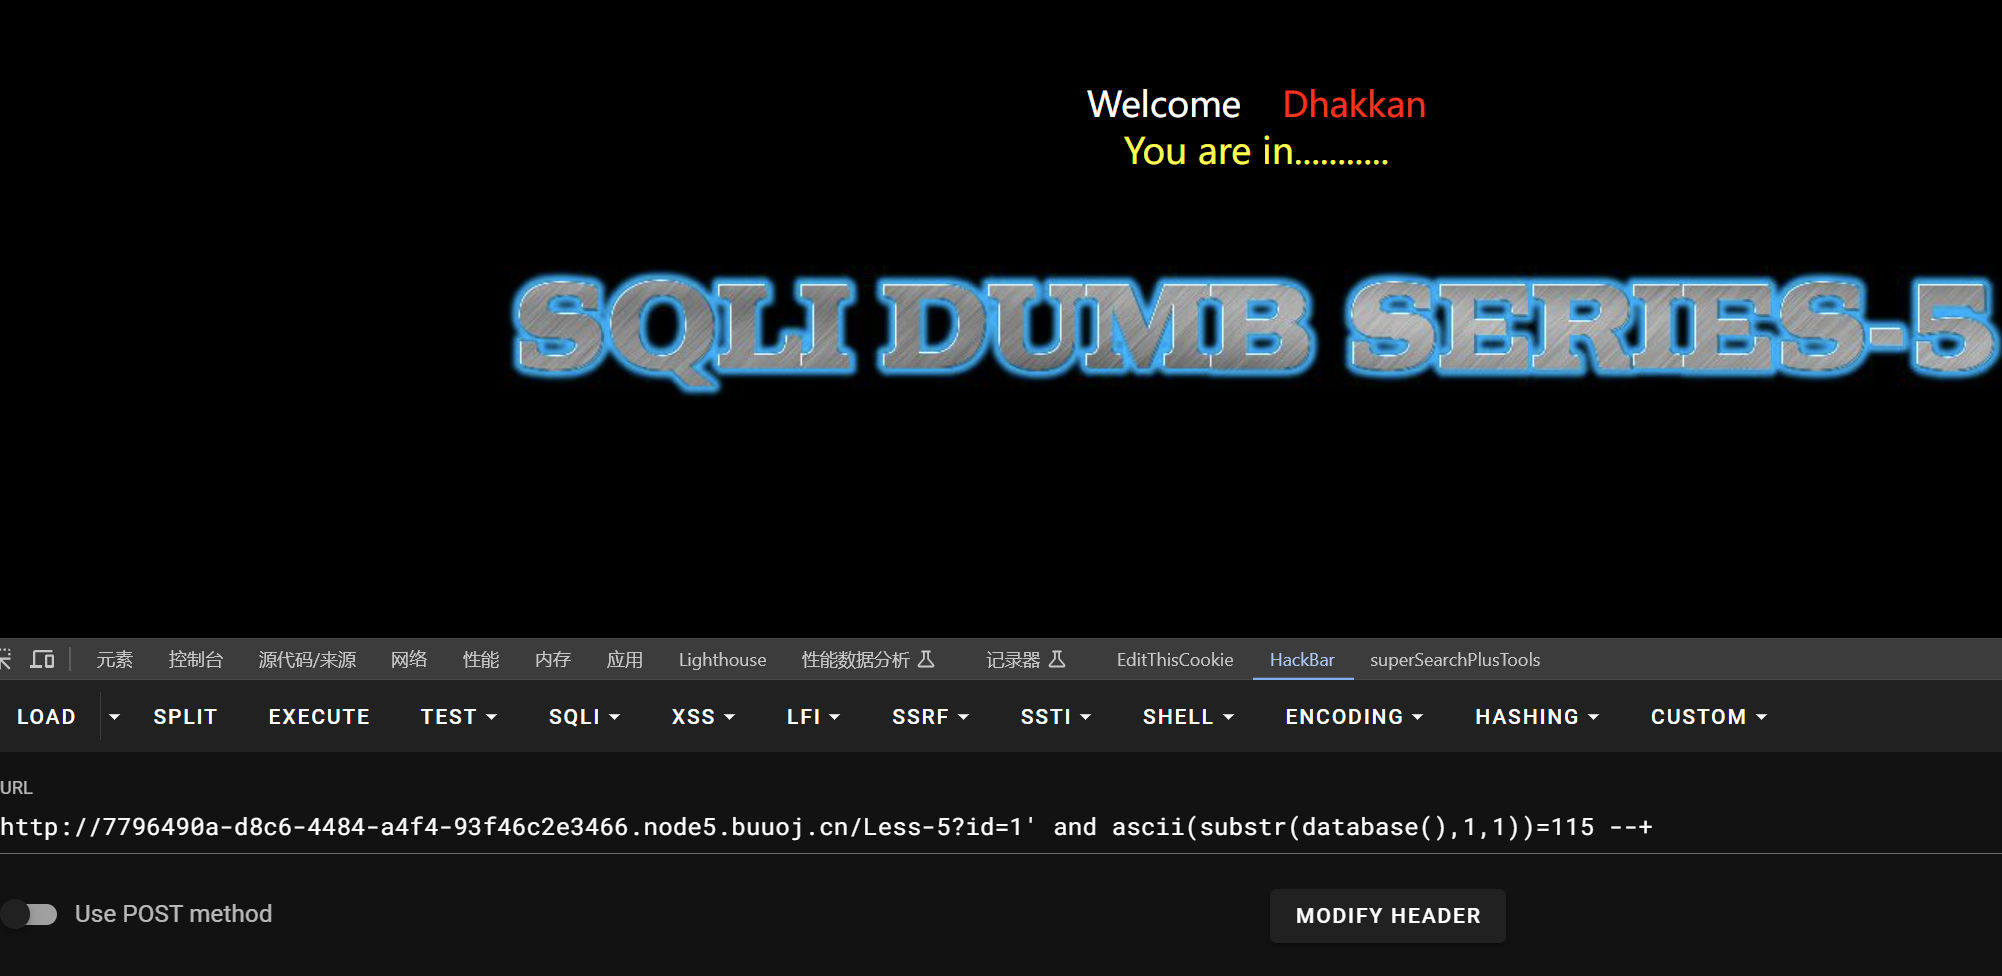 Welcome Dhakkan
You are in...........
SQLI DUMB SERIES-5
元素 控制台 源代码/来源 网络 性能 内存 应用 Lighthouse 性能数据分析 记录器 EditThisCookie HackBar superSearchPlusTools
LOAD SPLIT EXECUTE TEST SQLI XSS LFI SSRF SSTI SHELL ENCODING HASHING CUSTOM
URL
http://7796490a-d8c6-4484-a4f4-93f46c2e3466.node5.buuoj.cn/Less-5?id=1' and ascii(substr(database(),1,1))=115 --+
Use POST method MODIFY HEADER